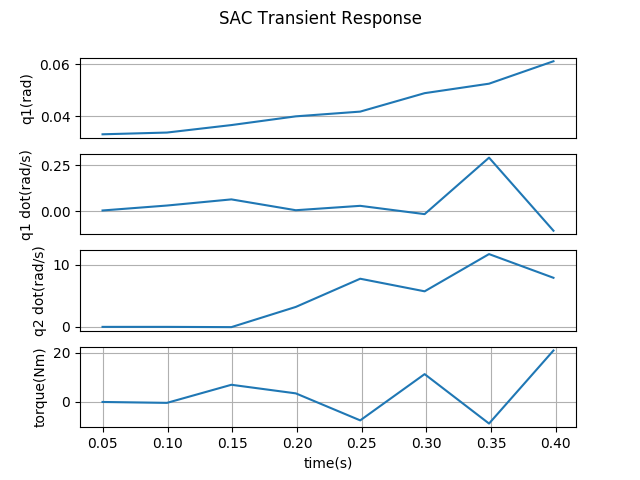 SAC Transient Response
0.06
0.04
q1(rad)
0.25
0.00
q1 dot(rad/s)
10
0
q2 dot(rad/s)
20
0
torque(Nm)
0.05 0.10 0.15 0.20 0.25 0.30 0.35 0.40
time(s)